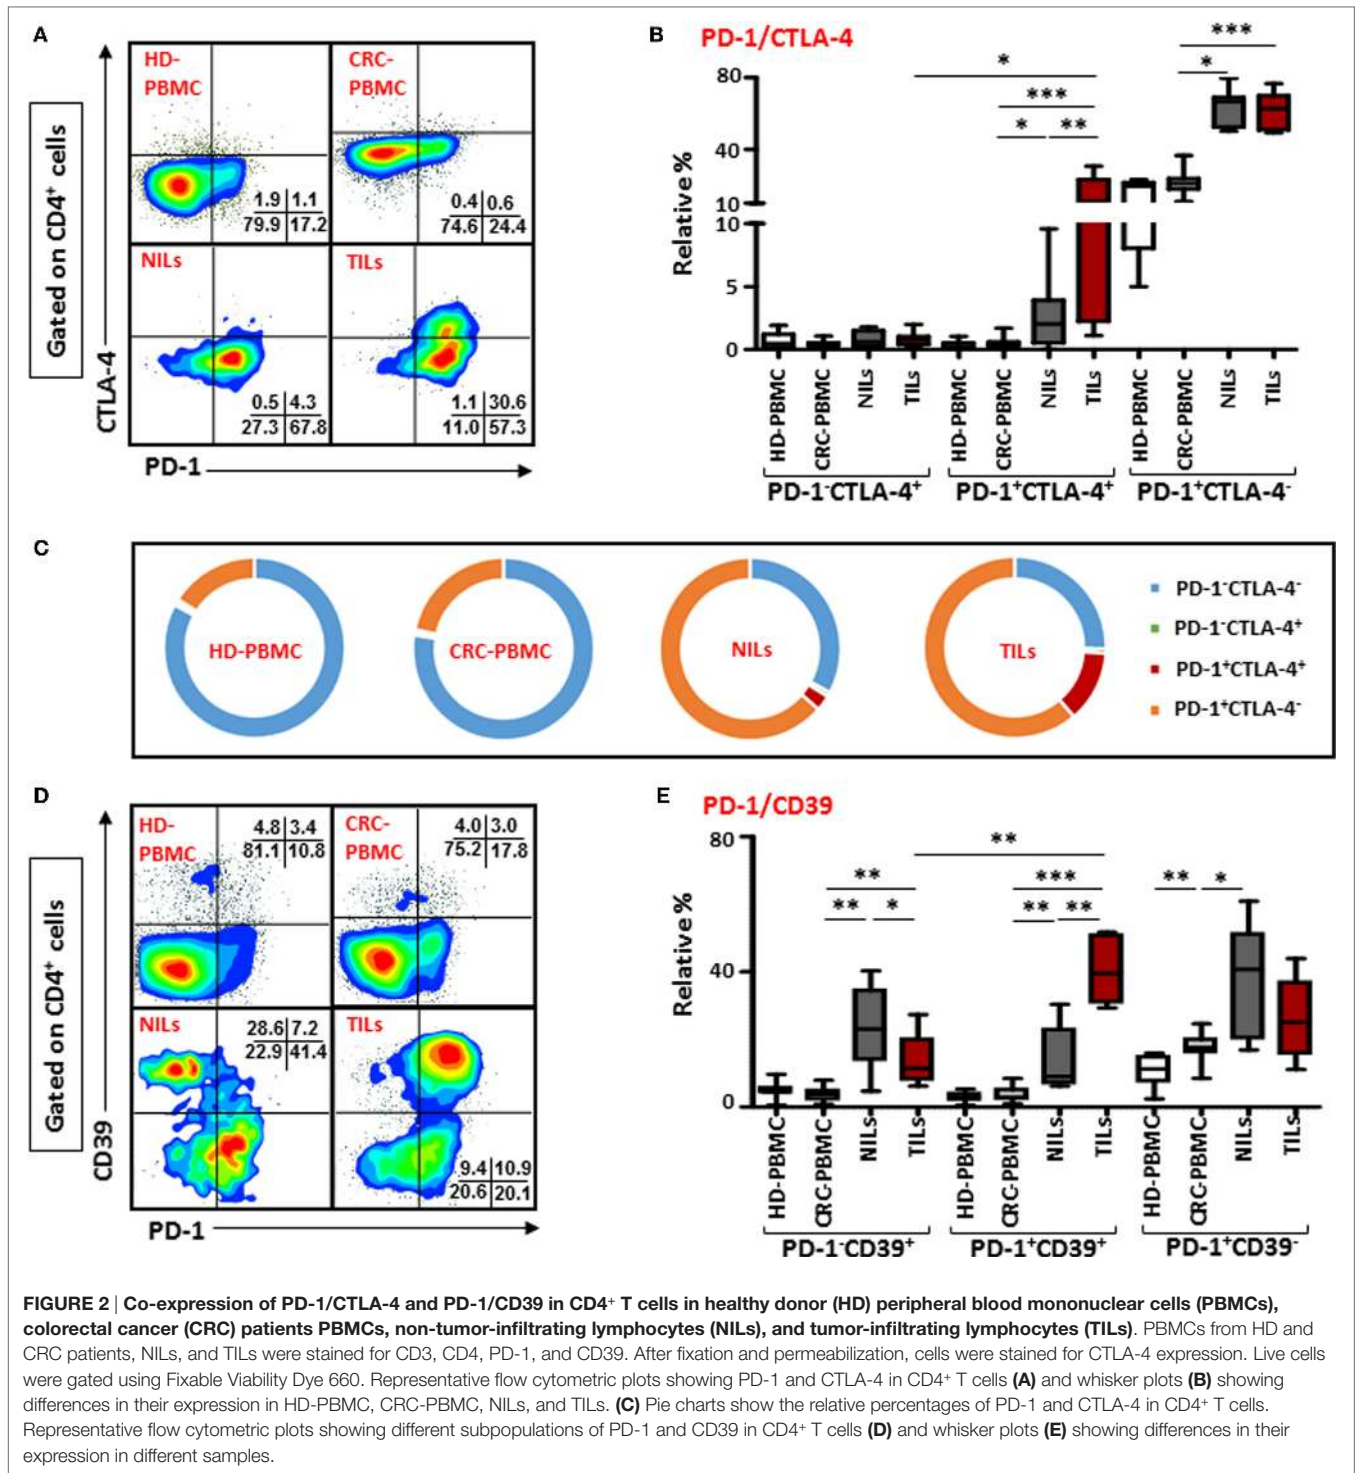 A
Gated on CD4⁺ cells
CTLA-4
HD-
PBMC
1.9 1.1
79.9 17.2
CRC-
PBMC
0.4 0.6
74.6 24.4
NILs
0.5 4.3
27.3 67.8
TILs
1.1 30.6
11.0 57.3
PD-1
B
PD-1/CTLA-4
Relative %
80
40
10
10
5
0
*
***
*
**
***
*
HD-PBMC
CRC-PBMC
NILs
TILs
HD-PBMC
CRC-PBMC
NILs
TILs
HD-PBMC
CRC-PBMC
NILs
TILs
PD-1⁻CTLA-4⁺
PD-1⁺CTLA-4⁺
PD-1⁺CTLA-4⁻
C
HD-PBMC
CRC-PBMC
NILs
TILs
PD-1⁻CTLA-4⁻
PD-1⁻CTLA-4⁺
PD-1⁺CTLA-4⁺
PD-1⁺CTLA-4⁻
D
Gated on CD4⁺ cells
CD39
HD-
PBMC
4.8 3.4
81.1 10.8
CRC-
PBMC
4.0 3.0
75.2 17.8
NILs
28.6 7.2
22.9 41.4
TILs
9.4 10.9
20.6 20.1
PD-1
E
PD-1/CD39
Relative %
80
40
0
**
**
**
*
***
**
**
**
*
HD-PBMC
CRC-PBMC
NILs
TILs
HD-PBMC
CRC-PBMC
NILs
TILs
HD-PBMC
CRC-PBMC
NILs
TILs
PD-1⁻CD39⁺
PD-1⁺CD39⁺
PD-1⁺CD39⁻
FIGURE 2 | Co-expression of PD-1/CTLA-4 and PD-1/CD39 in CD4⁺ T cells in healthy donor (HD) peripheral blood mononuclear cells (PBMCs),
colorectal cancer (CRC) patients PBMCs, non-tumor-infiltrating lymphocytes (NILs), and tumor-infiltrating lymphocytes (TILs). PBMCs from HD and
CRC patients, NILs, and TILs were stained for CD3, CD4, PD-1, and CD39. After fixation and permeabilization, cells were stained for CTLA-4 expression. Live cells
were gated using Fixable Viability Dye 660. Representative flow cytometric plots showing PD-1 and CTLA-4 in CD4⁺ T cells (A) and whisker plots (B) showing
differences in their expression in HD-PBMC, CRC-PBMC, NILs, and TILs. (C) Pie charts show the relative percentages of PD-1 and CTLA-4 in CD4⁺ T cells.
Representative flow cytometric plots showing different subpopulations of PD-1 and CD39 in CD4⁺ T cells (D) and whisker plots (E) showing differences in their
expression in different samples.